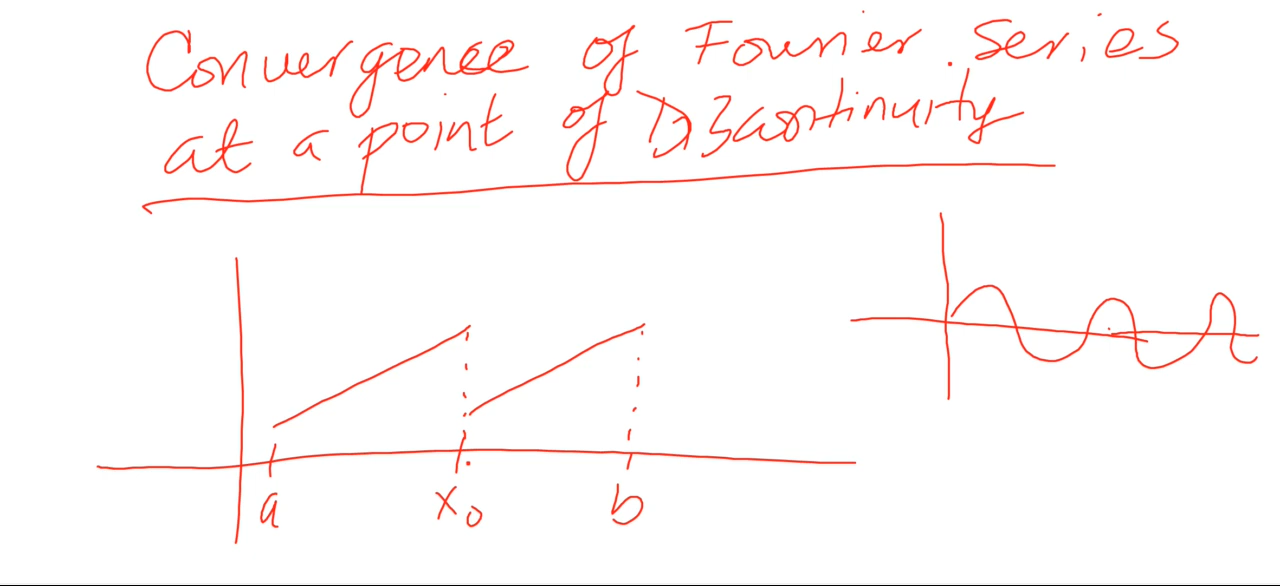 Convergence of Fourier Series
at a point of Discontinuity
a x₀ b